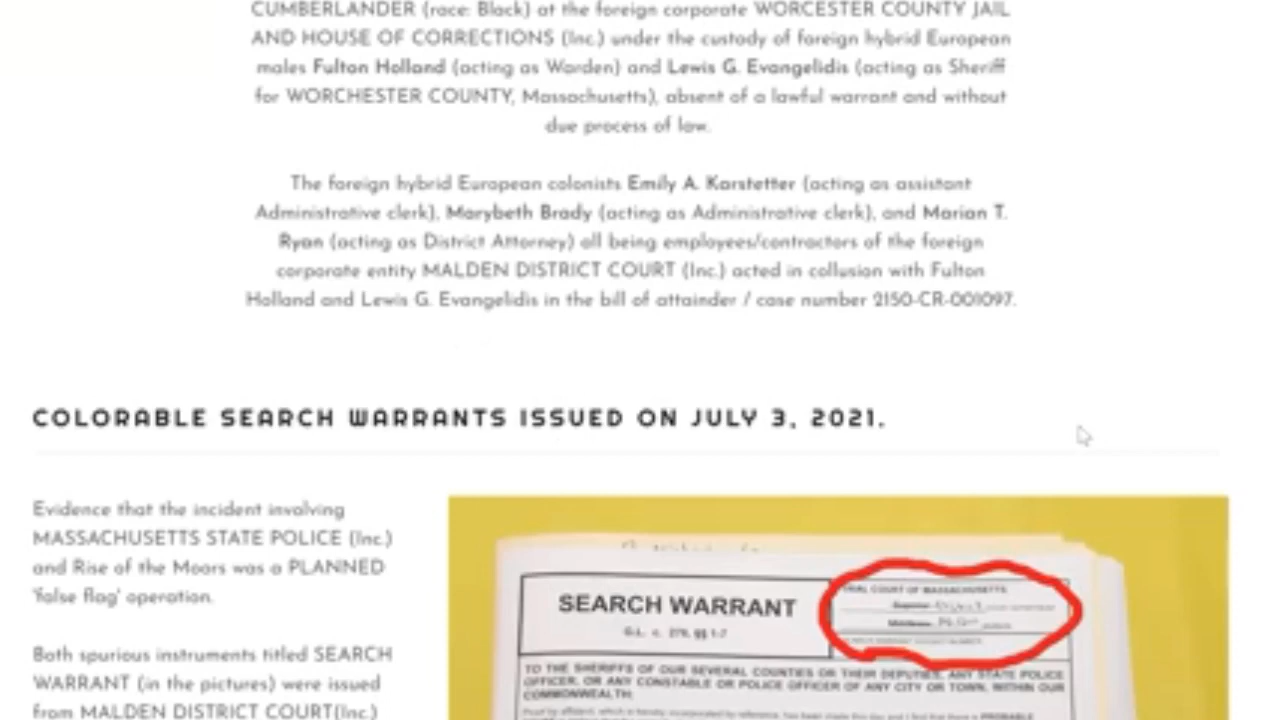 CUMBERLANDER (race: Black) at the foreign corporate WORCESTER COUNTY JAIL
AND HOUSE OF CORRECTIONS (Inc.) under the custody of foreign hybrid European
males Fulton Holland (acting as Warden) and Lewis G. Evangelidis (acting as Sheriff
for WORCHESTER COUNTY, Massachusetts), absent of a lawful warrant and without
due process of law.
The foreign hybrid European colonists Emily A. Karstetter (acting as assistant
Administrative clerk), Marybeth Brady (acting as Administrative clerk), and Marian T.
Ryan (acting as District Attorney) all being employees/contractors of the foreign
corporate entity MALDEN DISTRICT COURT (Inc.) acted in collusion with Fulton
Holland and Lewis G. Evangelidis in the bill of attainder / case number 2150-CR-001097.
COLORABLE SEARCH WARRANTS ISSUED ON JULY 3, 2021.
Evidence that the incident involving
MASSACHUSETTS STATE POLICE (Inc.)
and Rise of the Moors was a PLANNED
'false flag' operation.
Both spurious instruments titled SEARCH
WARRANT (in the pictures) were issued
from MALDEN DISTRICT COURT(Inc.)
SEARCH WARRANT
G.L. c. 276, §§ 1-7
TRIAL COURT OF MASSACHUSETTS
TO THE SHERIFFS OF OUR SEVERAL COUNTIES OR THEIR DEPUTIES, ANY STATE POLICE
OFFICER, OR ANY CONSTABLE OR POLICE OFFICER OF ANY CITY OR TOWN, WITHIN OUR
COMMONWEALTH: